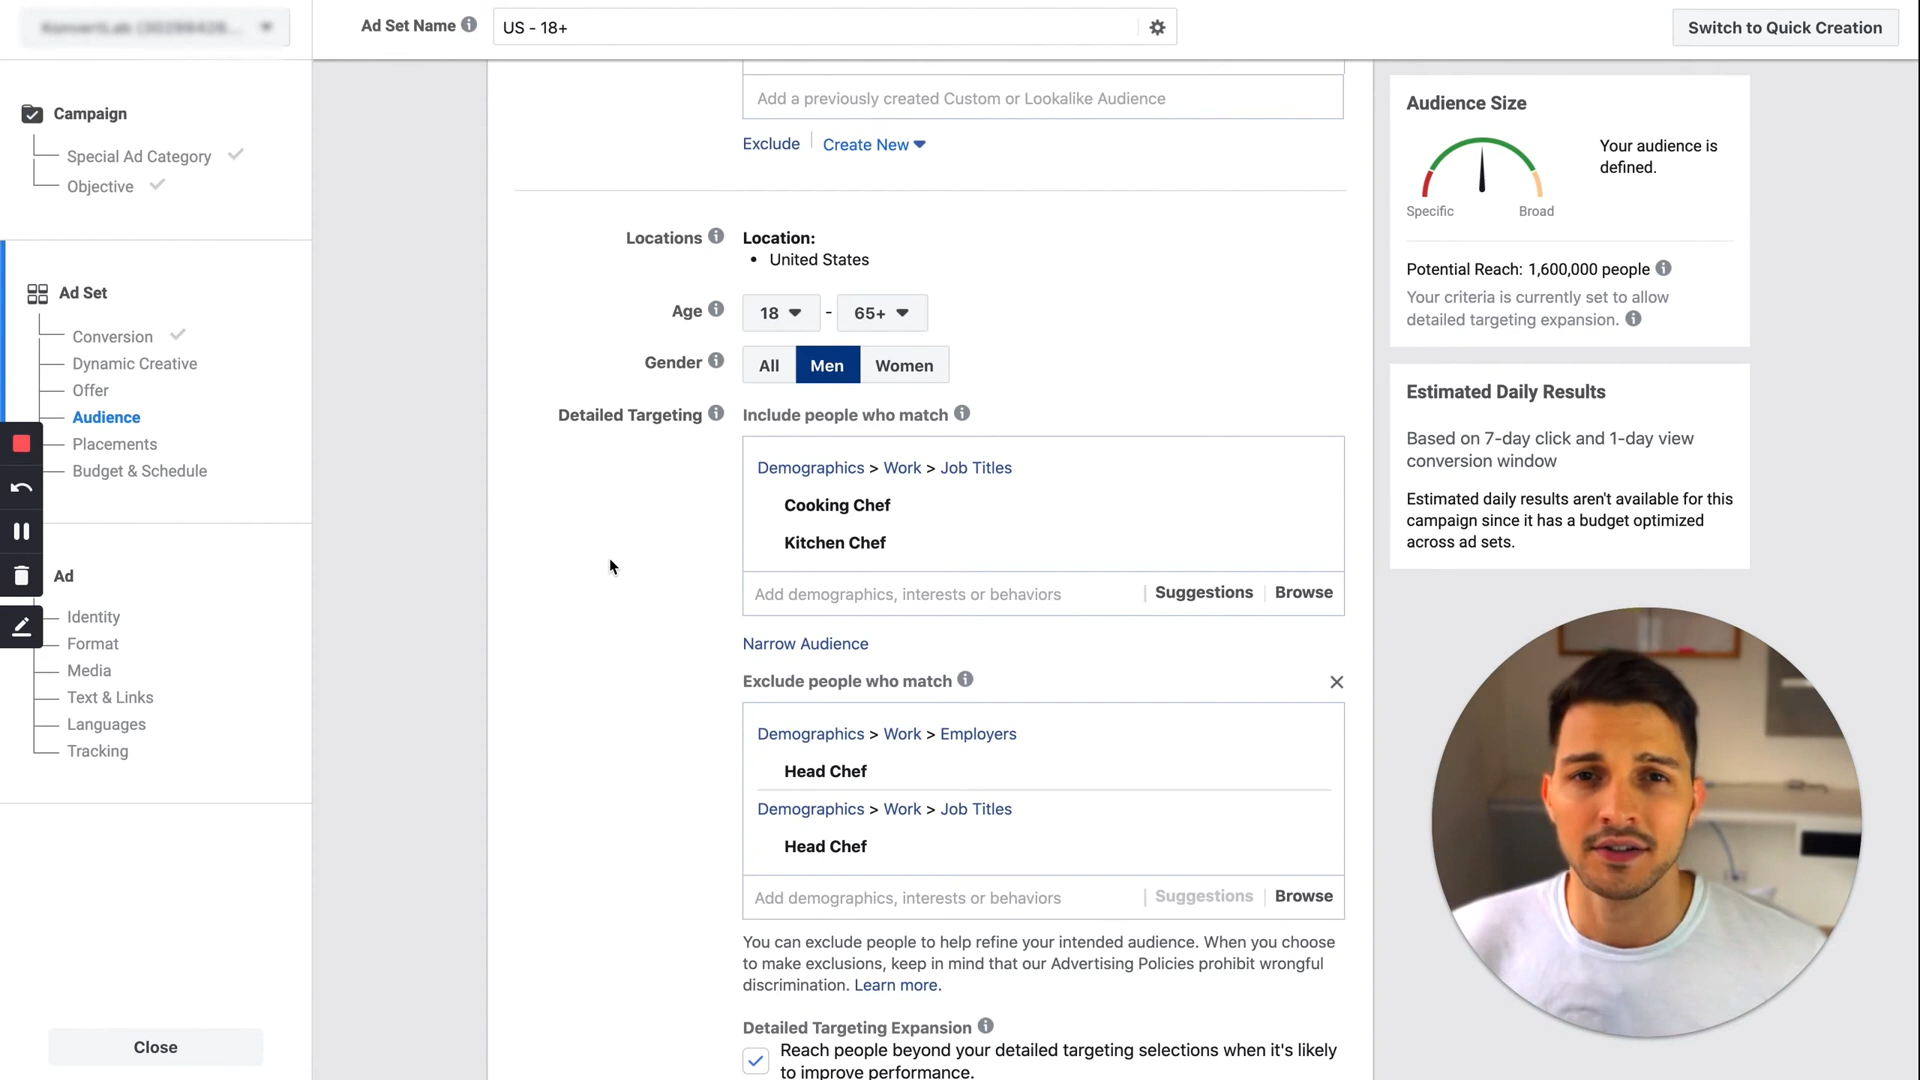 Ad Set Name
US - 18+
Switch to Quick Creation
Campaign
Special Ad Category
Objective
Ad Set
Conversion
Dynamic Creative
Offer
Audience
Placements
Budget & Schedule
Ad
Identity
Format
Media
Text & Links
Languages
Tracking
Close
Add a previously created Custom or Lookalike Audience
Exclude
Create New
Locations
Location:
• United States
Age
18 - 65+
Gender
All
Men
Women
Detailed Targeting
Include people who match
Demographics > Work > Job Titles
Cooking Chef
Kitchen Chef
Add demographics, interests or behaviors
Suggestions
Browse
Narrow Audience
Exclude people who match
Demographics > Work > Employers
Head Chef
Demographics > Work > Job Titles
Head Chef
Add demographics, interests or behaviors
Suggestions
Browse
You can exclude people to help refine your intended audience. When you choose
to make exclusions, keep in mind that our Advertising Policies prohibit wrongful
discrimination. Learn more.
Detailed Targeting Expansion
Reach people beyond your detailed targeting selections when it's likely
to improve performance.
Audience Size
Your audience is
defined.
Specific
Broad
Potential Reach: 1,600,000 people
Your criteria is currently set to allow
detailed targeting expansion.
Estimated Daily Results
Based on 7-day click and 1-day view
conversion window
Estimated daily results aren't available for this
campaign since it has a budget optimized
across ad sets.